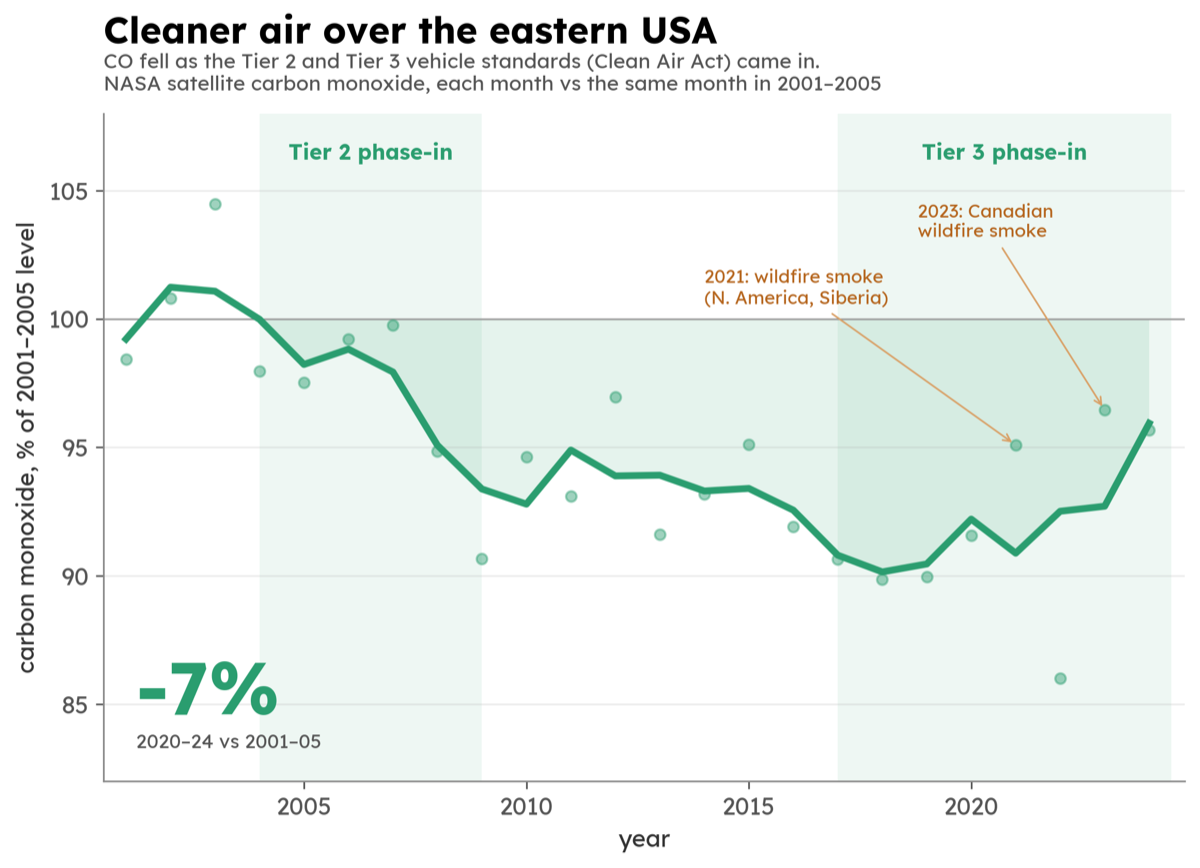 Cleaner air over the eastern USA
CO fell as the Tier 2 and Tier 3 vehicle standards (Clean Air Act) came in.
NASA satellite carbon monoxide, each month vs the same month in 2001–2005
Tier 2 phase-in
Tier 3 phase-in
2023: Canadian
wildfire smoke
2021: wildfire smoke
(N. America, Siberia)
carbon monoxide, % of 2001–2005 level
105
100
95
90
85
-7%
2020–24 vs 2001–05
2005
2010
2015
2020
year